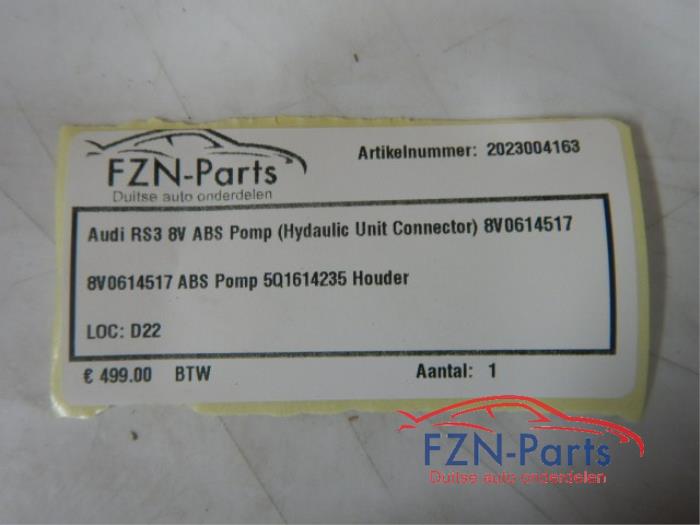 FZN-Parts
Duitse auto onderdelen
Artikelnummer: 2023004163
Audi RS3 8V ABS Pomp (Hydaulic Unit Connector) 8V0614517
8V0614517 ABS Pomp 5Q1614235 Houder
LOC: D22
€ 499.00 BTW
Aantal: 1
FZN-Parts
Duitse auto onderdelen